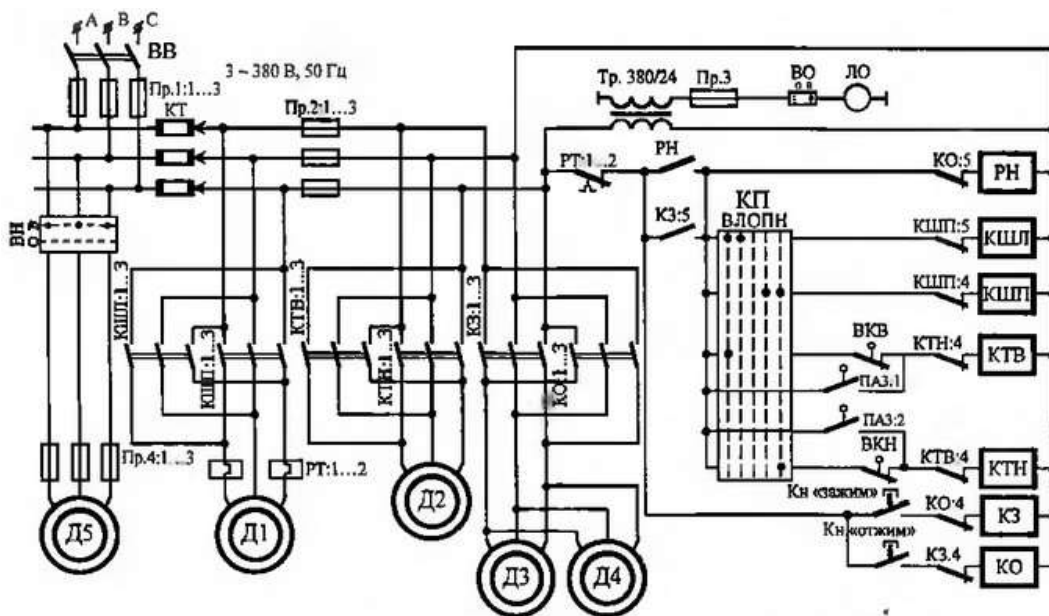 А В С
ВВ
Пр.1:1...3
3 ~ 380 В, 50 Гц
КТ
Пр.2:1...3
Тр. 380/24
Пр.3
ВО
ЛО
РТ:1...2
РН
КО:5
РН
КЗ:5
КП
ВЛОПН
КШП:5
КШЛ
КШП:4
КШП
ВН
КШЛ:1...3
КШП:1...3
КТВ:1...3
КТН:1...3
КЗ:1...3
КО:1...3
ВКВ
КТН:4
КТВ
ПАЗ:1
ПАЗ:2
ВКН
КТВ:4
КТН
Пр.4:1...3
РТ:1...2
Кн «зажим»
КО:4
КЗ
Кн «отжим»
КЗ.4
КО
Д5
Д1
Д2
Д3
Д4